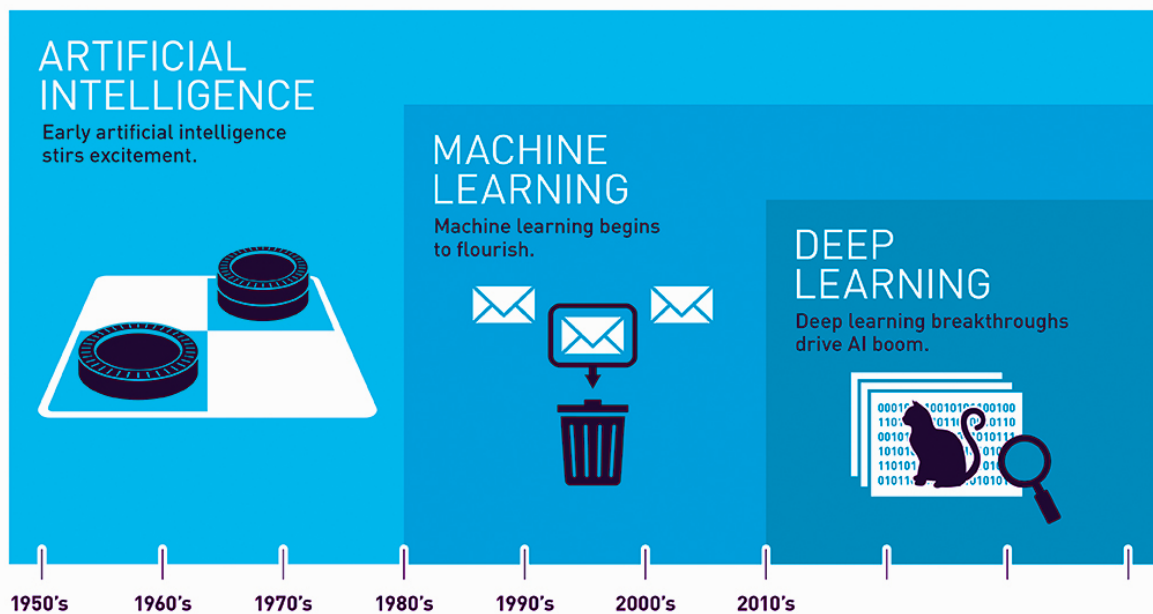 ARTIFICIAL
INTELLIGENCE
Early artificial intelligence
stirs excitement.
MACHINE
LEARNING
Machine learning begins
to flourish.
DEEP
LEARNING
Deep learning breakthroughs
drive AI boom.
1950's 1960's 1970's 1980's 1990's 2000's 2010's